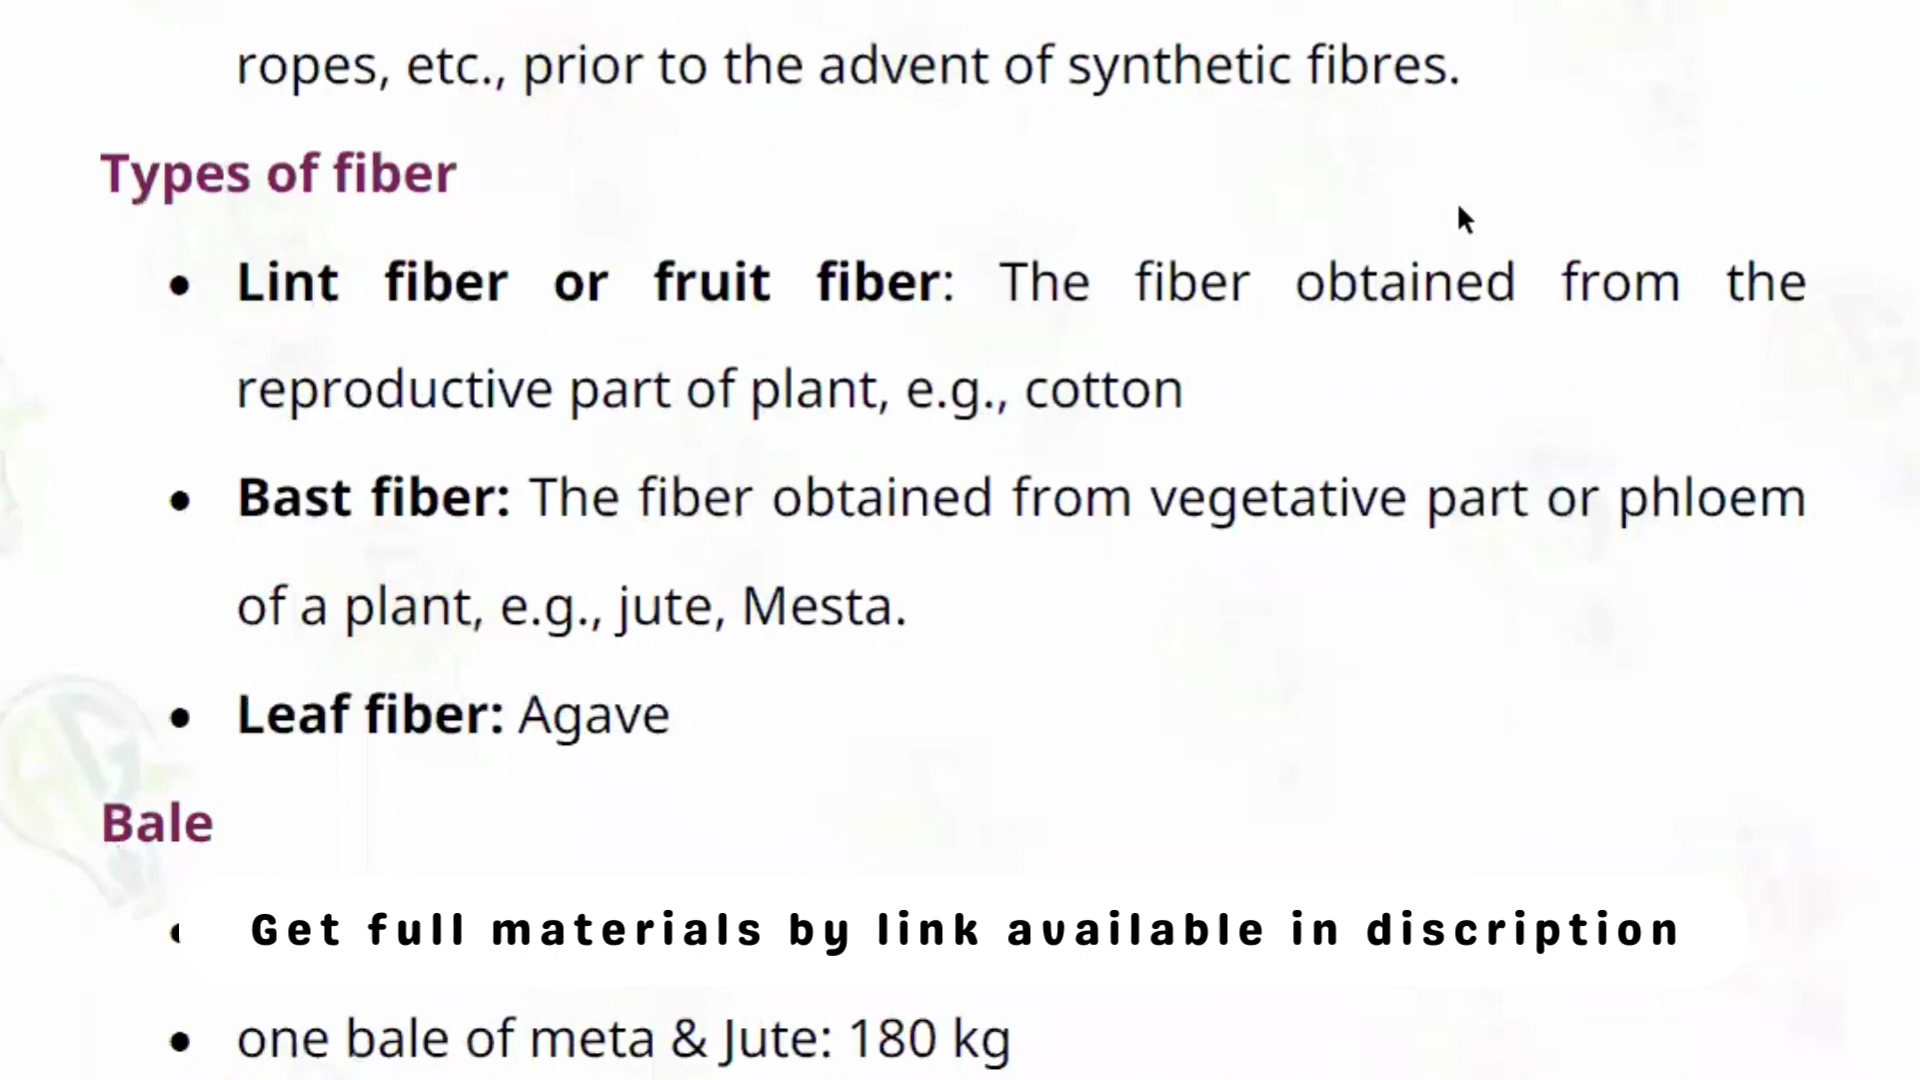 ropes, etc., prior to the advent of synthetic fibres.
Types of fiber
• Lint fiber or fruit fiber: The fiber obtained from the
reproductive part of plant, e.g., cotton
• Bast fiber: The fiber obtained from vegetative part or phloem
of a plant, e.g., jute, Mesta.
• Leaf fiber: Agave
Bale
Get full materials by link available in discription
• one bale of meta & Jute: 180 kg